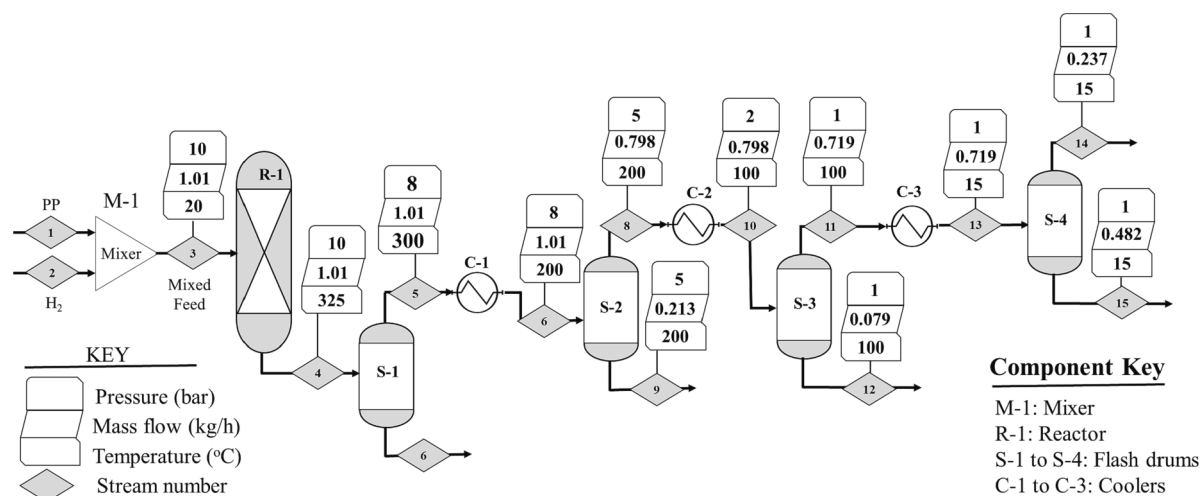 PP
1
M-1
Mixer
2
H2
10
1.01
20
3
Mixed
Feed
R-1
10
1.01
325
4
8
1.01
300
5
S-1
6
C-1
8
1.01
200
6
5
0.798
200
8
S-2
5
0.213
200
9
C-2
2
0.798
100
10
1
0.719
100
11
S-3
1
0.079
100
12
C-3
1
0.719
15
13
1
0.237
15
14
S-4
1
0.482
15
15
KEY
Pressure (bar)
Mass flow (kg/h)
Temperature (ºC)
Stream number
Component Key
M-1: Mixer
R-1: Reactor
S-1 to S-4: Flash drums
C-1 to C-3: Coolers